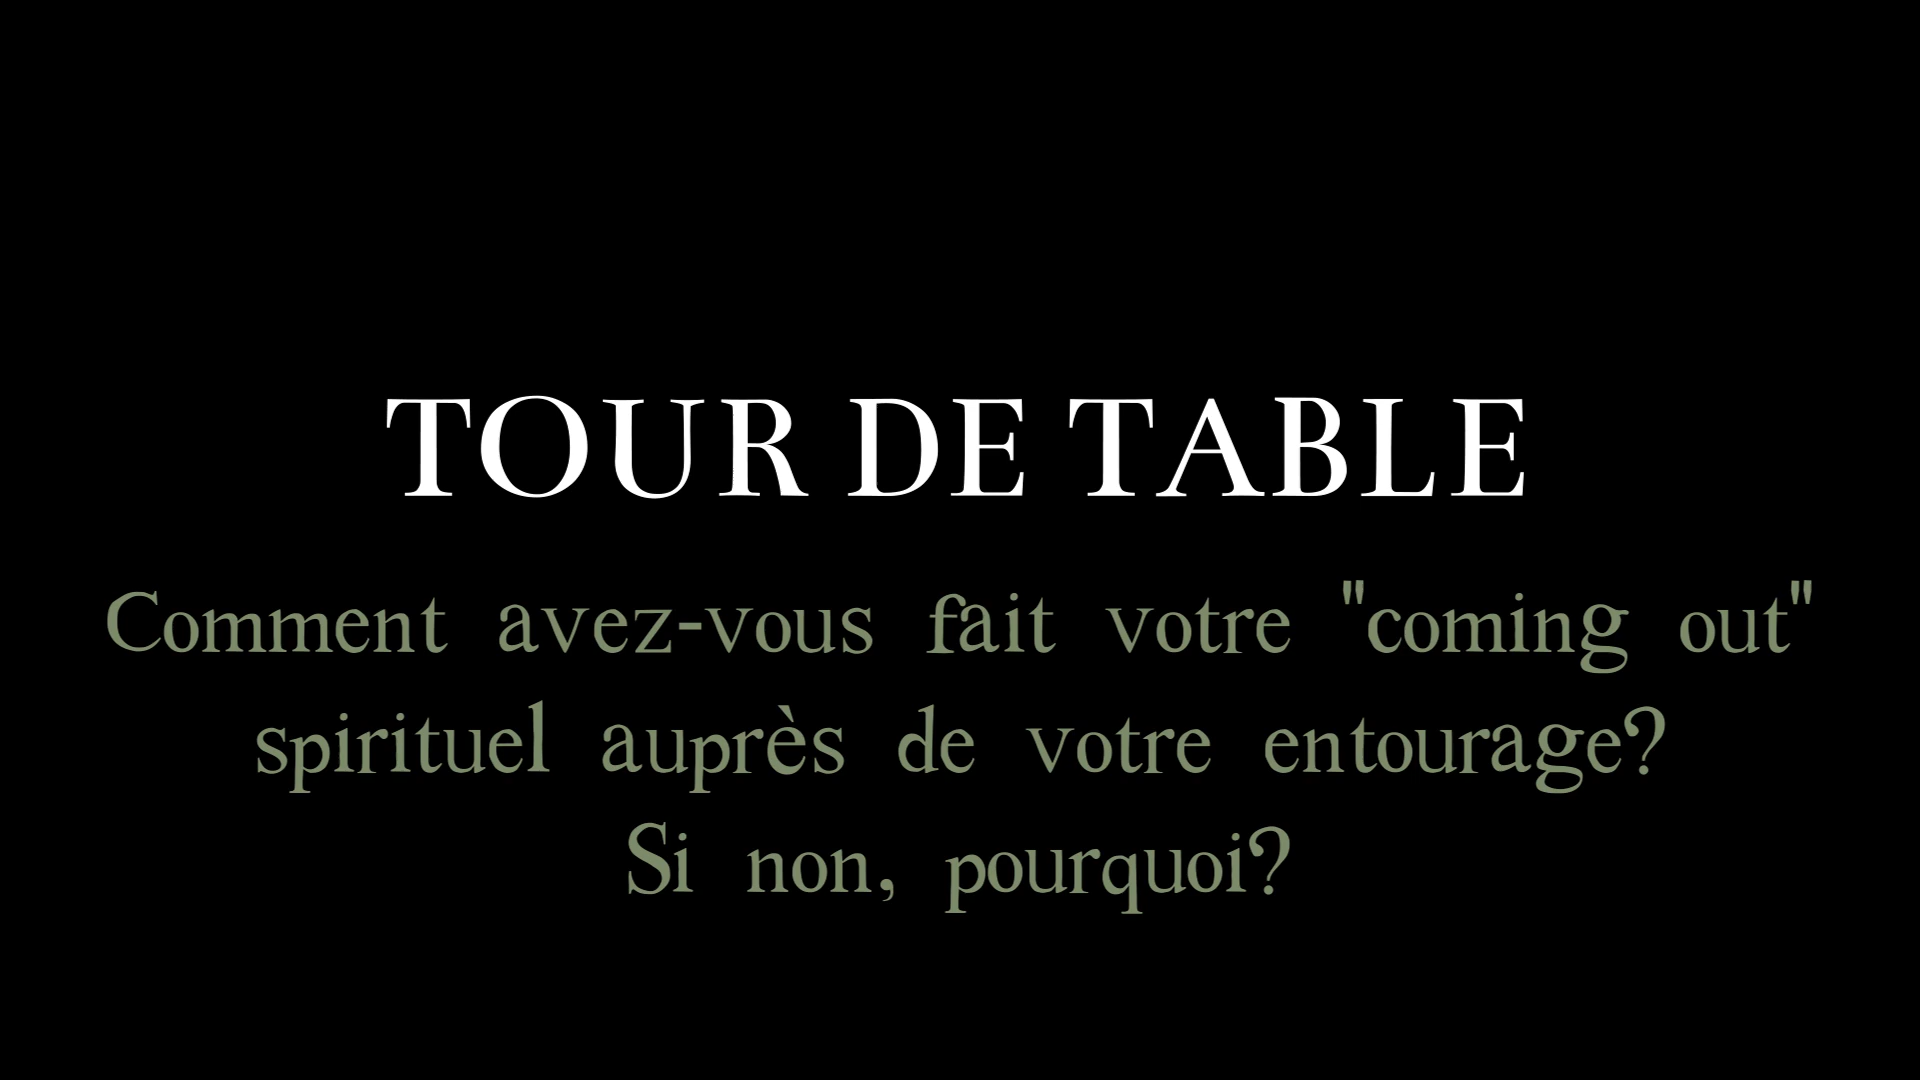 TOUR DE TABLE
Comment avez-vous fait votre "coming out"
spirituel auprès de votre entourage?
Si non, pourquoi?